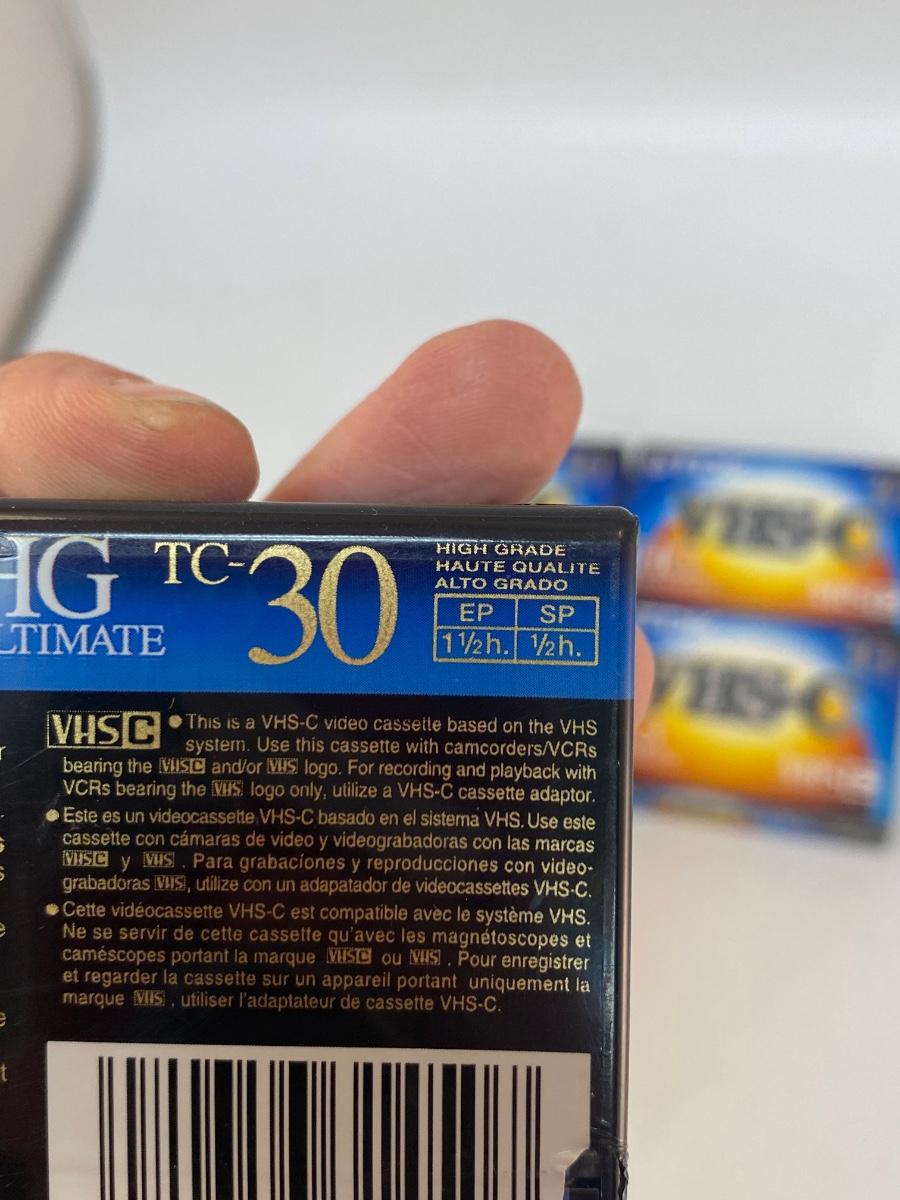 HG TC-30
ULTIMATE
HIGH GRADE
HAUTE QUALITE
ALTO GRADO
EP SP
1½h. ½h.
VHSC • This is a VHS-C video cassette based on the VHS
system. Use this cassette with camcorders/VCRs
bearing the VHSC and/or VHS logo. For recording and playback with
VCRs bearing the VHS logo only, utilize a VHS-C cassette adaptor.
• Este es un videocassette VHS-C basado en el sistema VHS. Use este
cassette con cámaras de video y videograbadoras con las marcas
VHSC y VHS . Para grabacíones y reproducciones con video-
grabadoras VHS, utilize con un adapatador de videocassettes VHS-C.
• Cette vidéocassette VHS-C est compatible avec le système VHS.
Ne se servir de cette cassette qu'avec les magnétoscopes et
caméscopes portant la marque VHSC ou VHS . Pour enregistrer
et regarder la cassette sur un appareil portant uniquement la
marque VHS . utiliser l'adaptateur de cassette VHS-C.
VHS-C
VHS-C